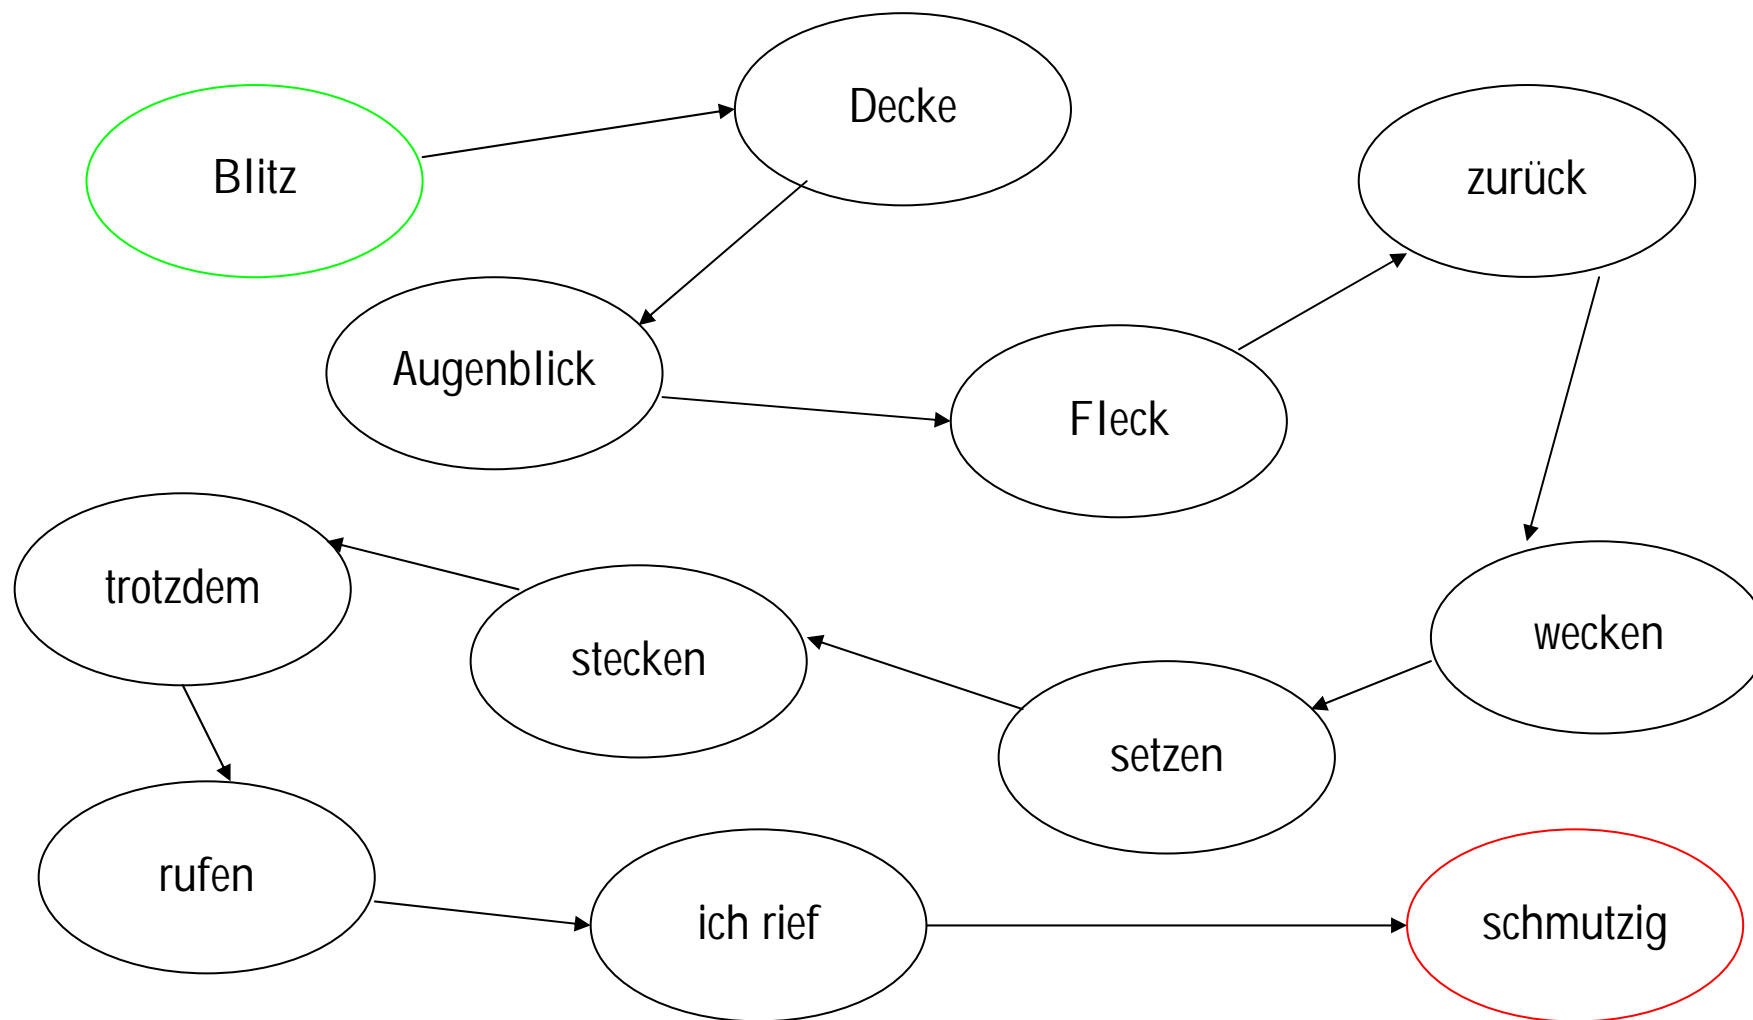 Blitz
Decke
Augenblick
Fleck
zurück
wecken
setzen
stecken
trotzdem
rufen
ich rief
schmutzig